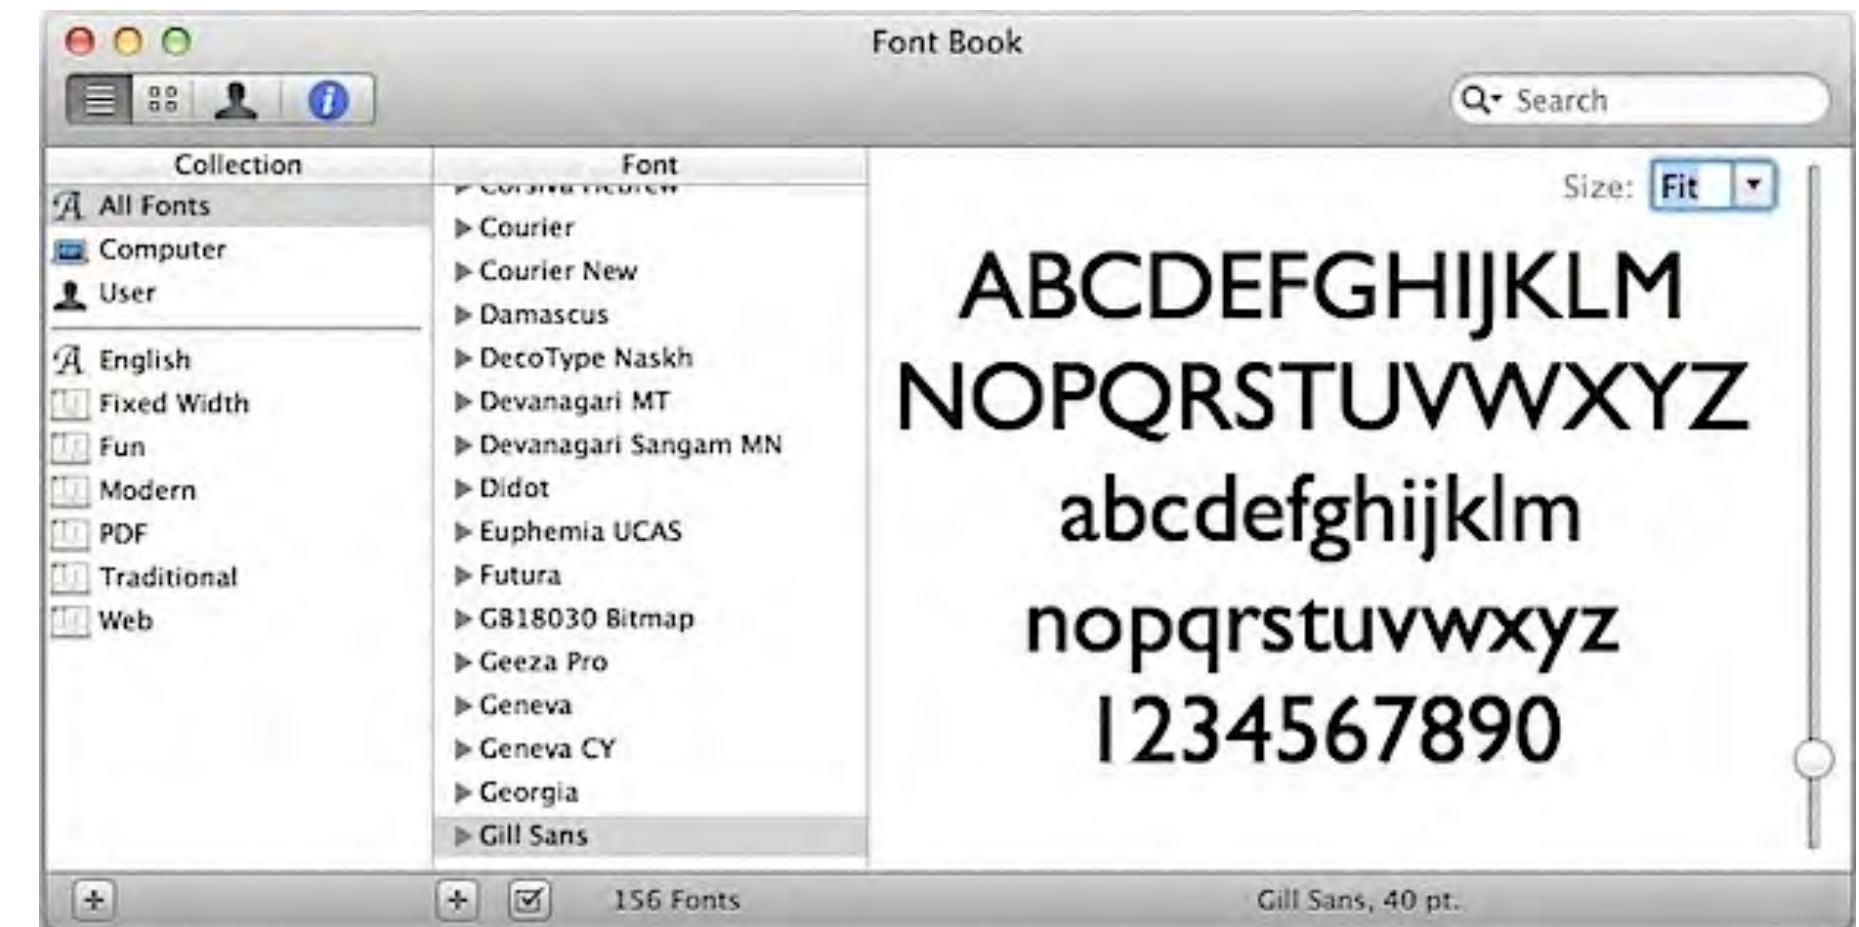 Font Book
Search
Collection
All Fonts
Computer
User
English
Fixed Width
Fun
Modern
PDF
Traditional
Web
Font
Corsiva Hebrew
Courier
Courier New
Damascus
DecoType Naskh
Devanagari MT
Devanagari Sangam MN
Didot
Euphemia UCAS
Futura
GB18030 Bitmap
Geeza Pro
Geneva
Geneva CY
Georgia
Gill Sans
156 Fonts
Size: Fit
ABCDEFGHIJKLM
NOPQRSTUVWXYZ
abcdefghijklm
nopqrstuvwxyz
1234567890
Gill Sans, 40 pt.